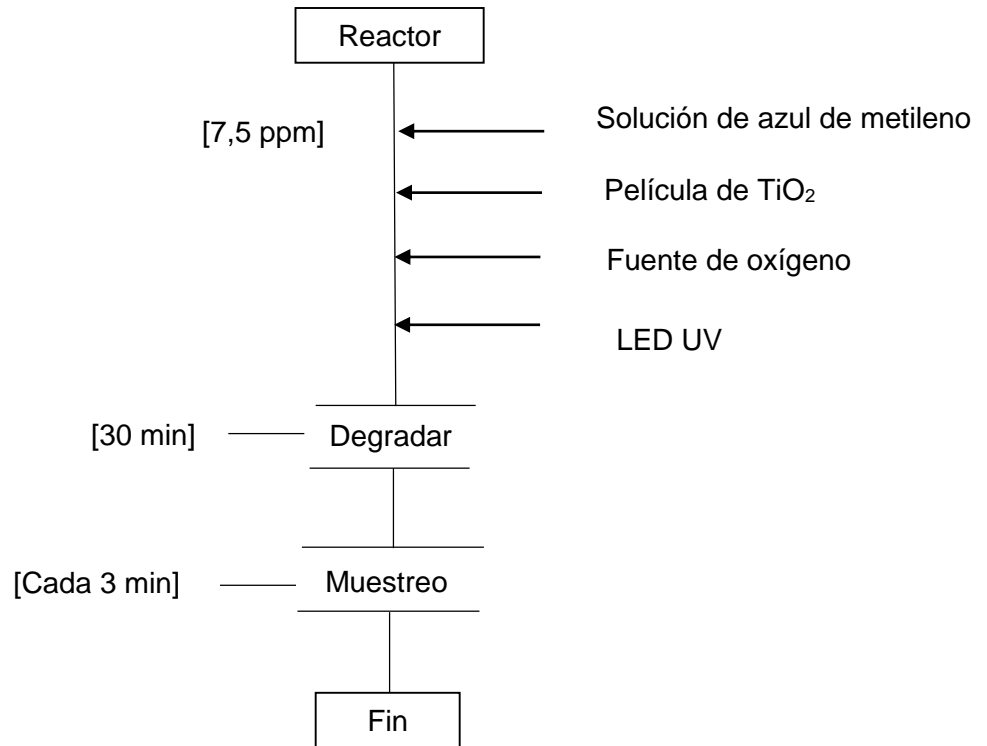 Reactor
[7,5 ppm]
Solución de azul de metileno
Película de TiO₂
Fuente de oxígeno
LED UV
[30 min]
Degradar
[Cada 3 min]
Muestreo
Fin